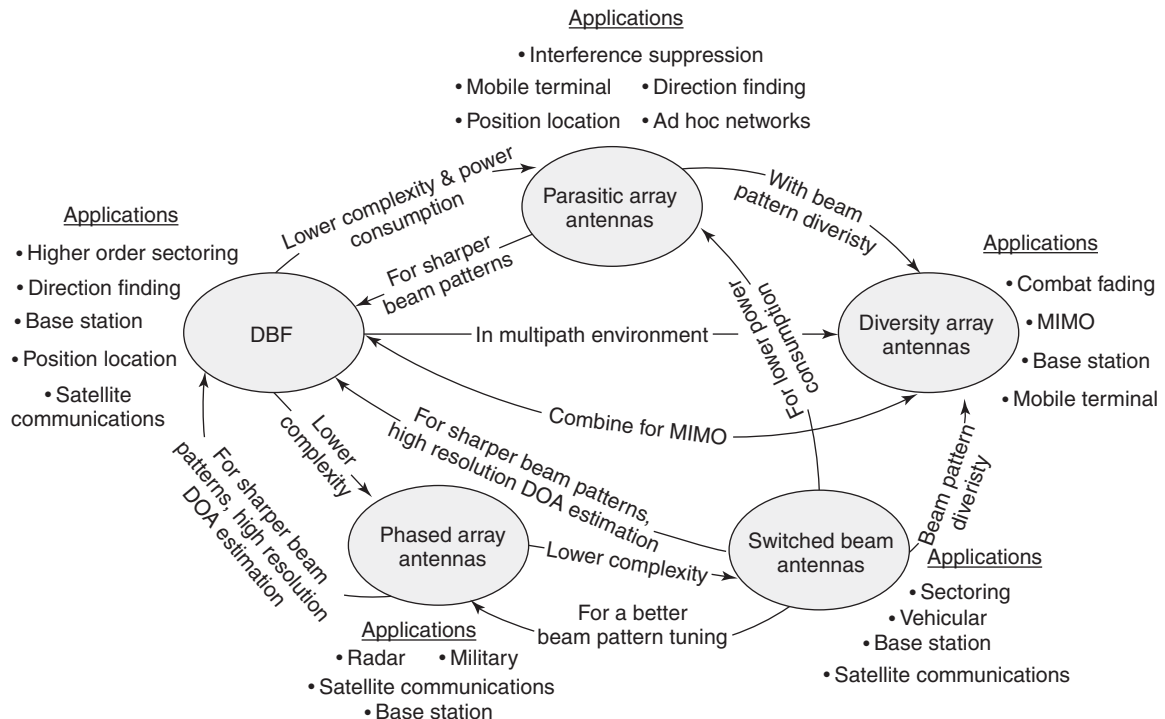 Applications
• Interference suppression
• Mobile terminal • Direction finding
• Position location • Ad hoc networks
Parasitic array
antennas
Lower complexity & power
consumption
With beam
pattern diveristy
For sharper
beam patterns
Applications
• Higher order sectoring
• Direction finding
• Base station
• Position location
• Satellite
communications
DBF
In multipath environment
For lower power
consumption
Diversity array
antennas
Applications
• Combat fading
• MIMO
• Base station
• Mobile terminal
Combine for MIMO
Lower
complexity
For sharper beam patterns,
high resolution DOA estimation
For sharper beam
patterns, high resolution
DOA estimation
Beam pattern
diveristy
Phased array
antennas
Lower complexity
Switched beam
antennas
For a better
beam pattern tuning
Applications
• Radar • Military
• Satellite communications
• Base station
Applications
• Sectoring
• Vehicular
• Base station
• Satellite communications